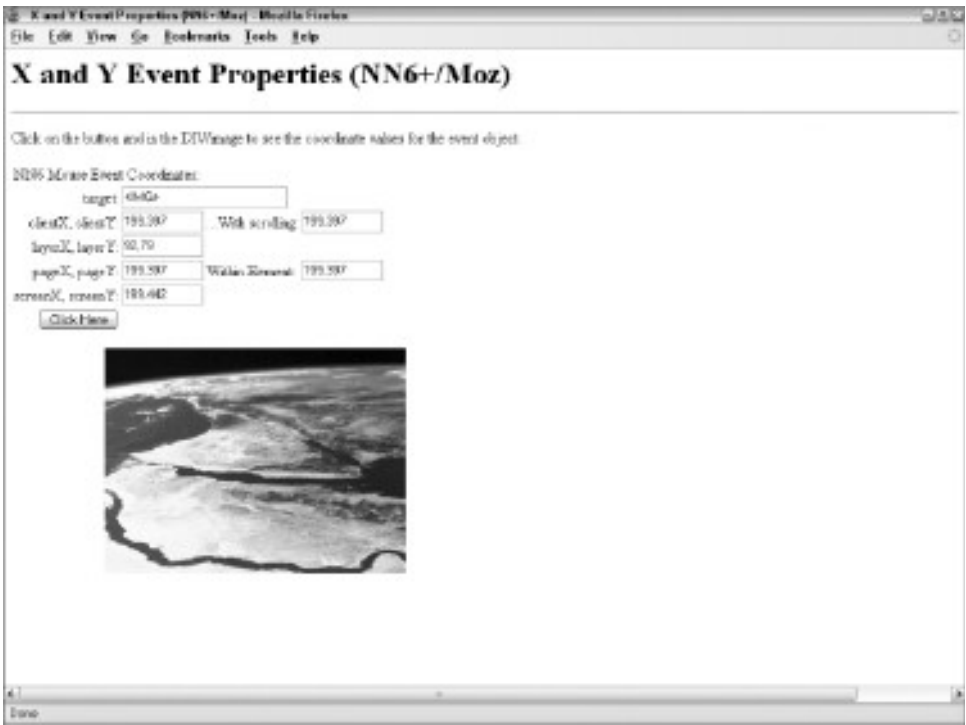 X and Y Event Properties (NN6+/Moz) - Mozilla Firefox
File Edit View Go Bookmarks Tools Help
X and Y Event Properties (NN6+/Moz)
Click on the button and in the DIV/image to see the coordinate values for the event object.
NN6 Mouse Event Coordinates:
target: <IMG>
clientX, clientY: 199,397 ...With scrolling: 199,397
layerX, layerY: 92,79
pageX, pageY: 199,397 Within Element: 199,397
screenX, screenY: 199,442
Click Here
Done